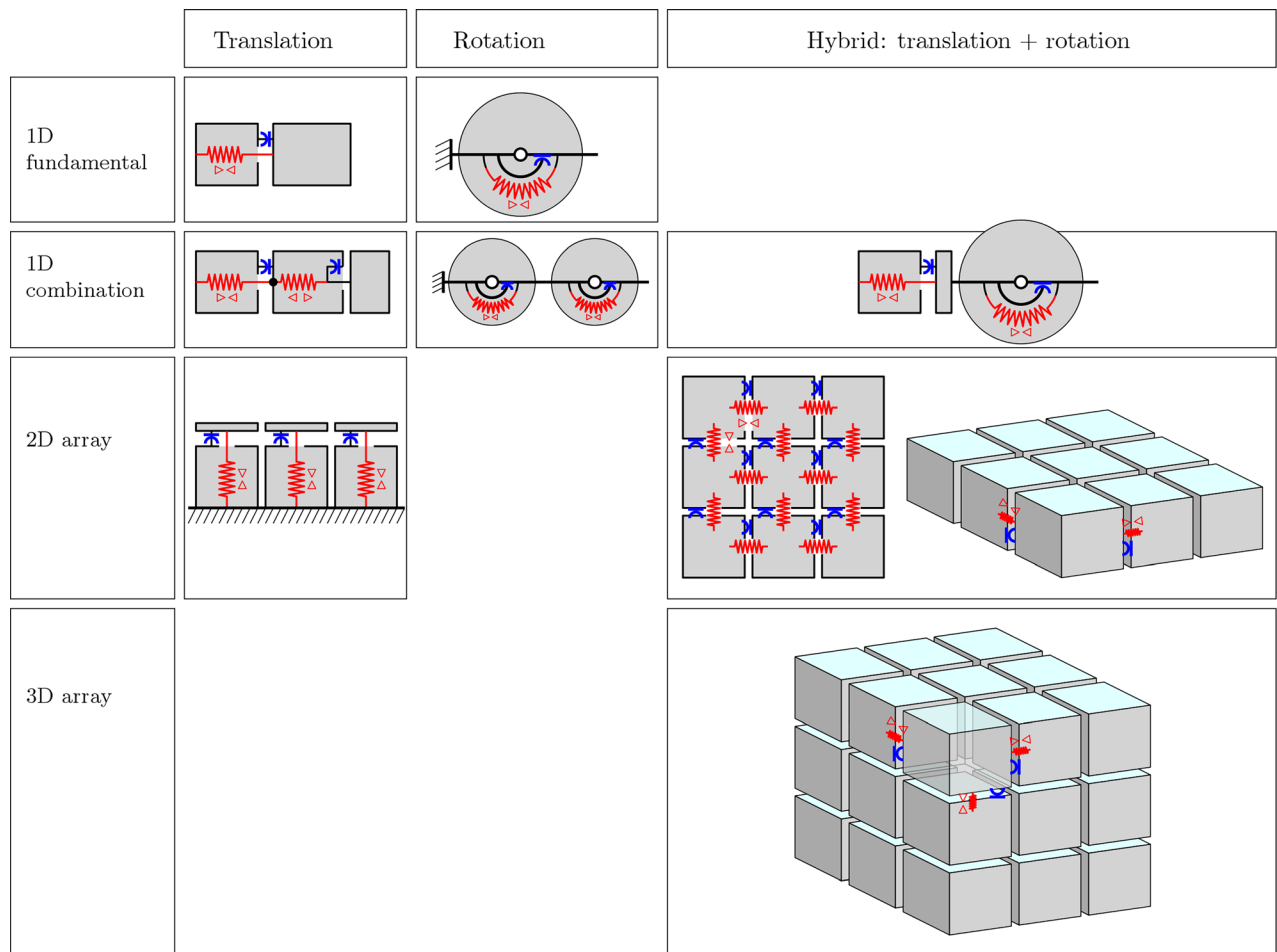 Translation
Rotation
Hybrid: translation + rotation
1D
fundamental
1D
combination
2D array
3D array